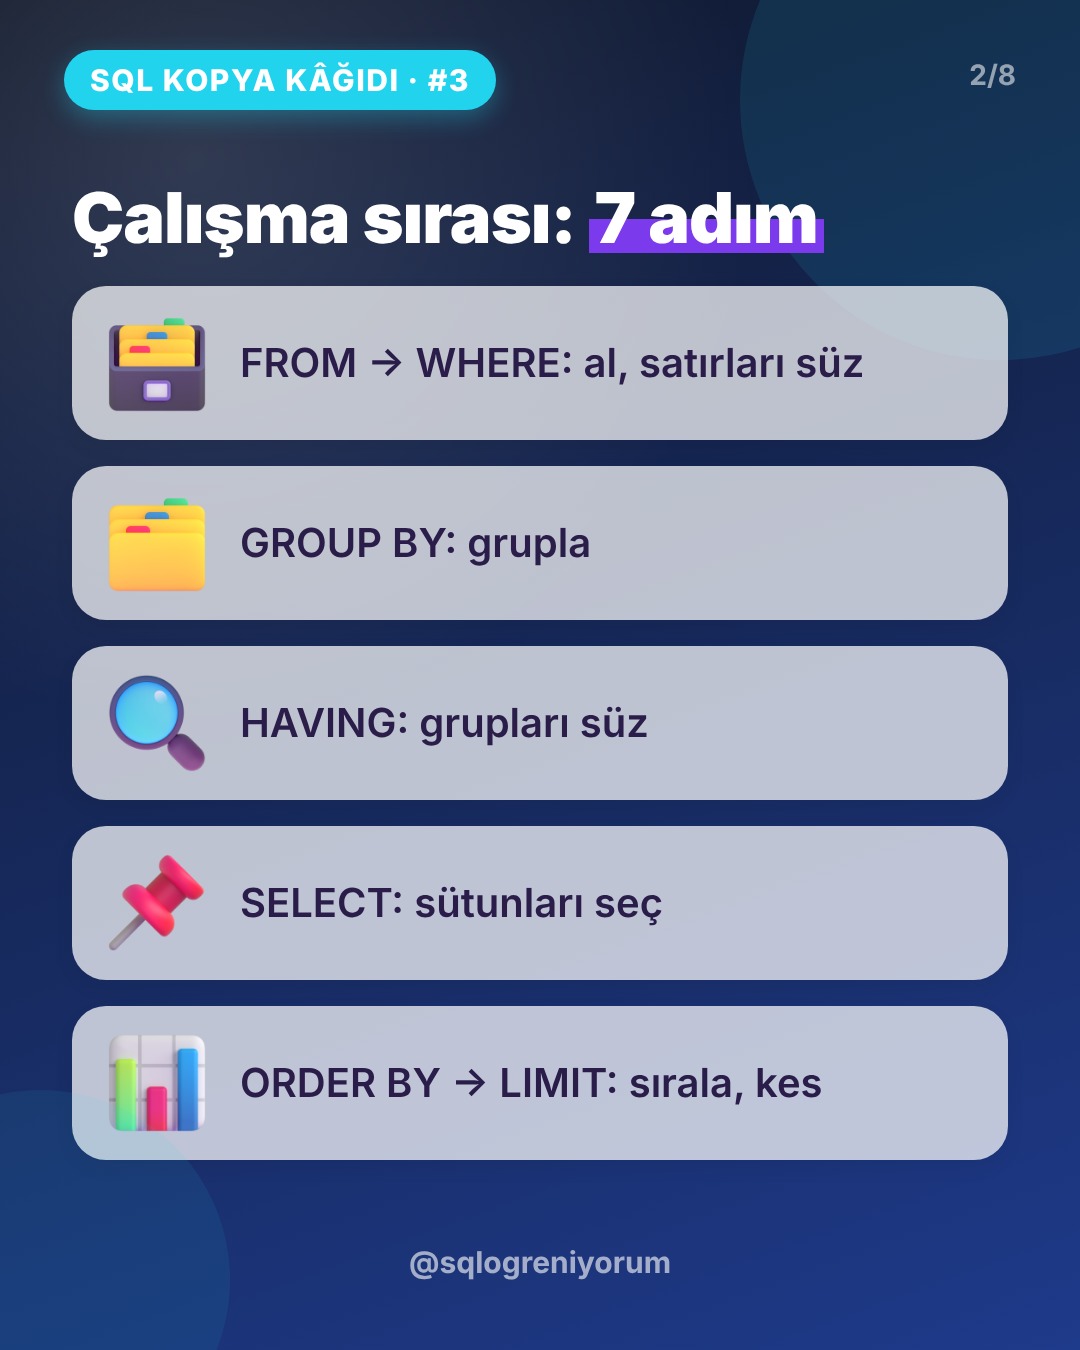 SQL KOPYA KÂĞIDI · #3
2/8
Çalışma sırası: 7 adım
FROM → WHERE: al, satırları süz
GROUP BY: grupla
HAVING: grupları süz
SELECT: sütunları seç
ORDER BY → LIMIT: sırala, kes
@sqlogreniyorum